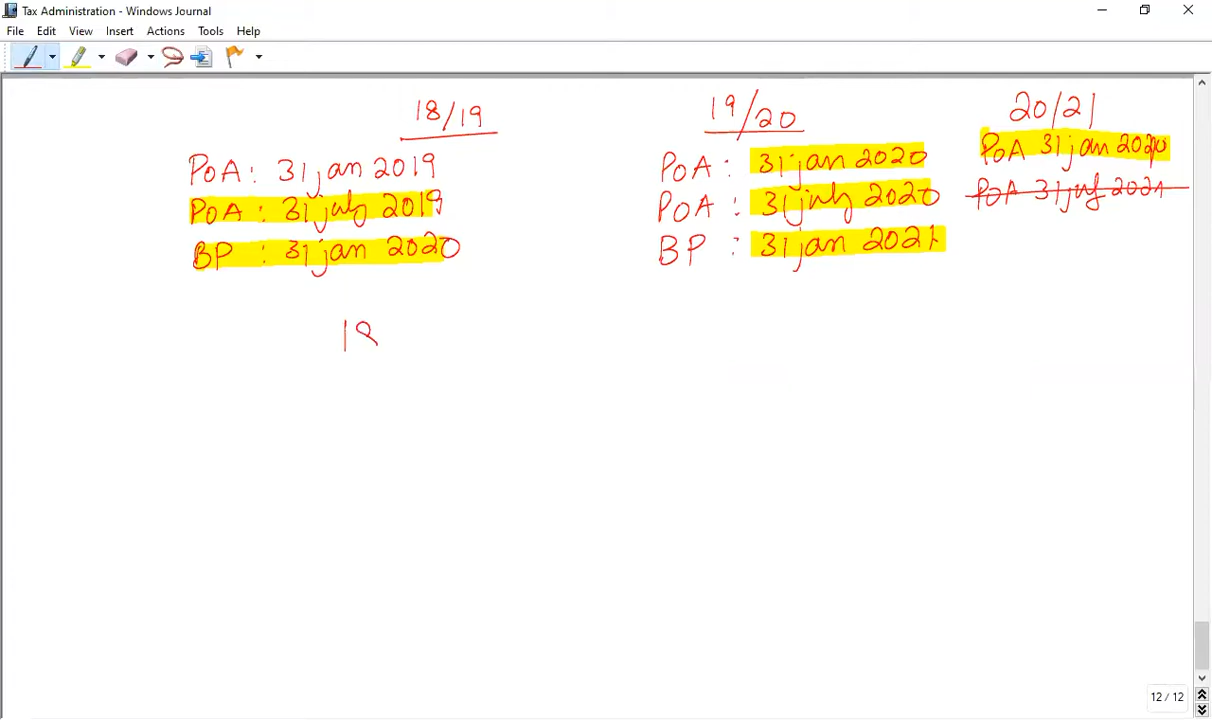 Tax Administration - Windows Journal
File Edit View Insert Actions Tools Help
18/19
PoA : 31 jan 2019
PoA : 31 july 2019
BP : 31 jan 2020
19/20
PoA : 31 jan 2020
PoA : 31 july 2020
BP : 31 jan 2021
20/21
PoA 31 jan
PoA 31 july 2021
18
12 / 12